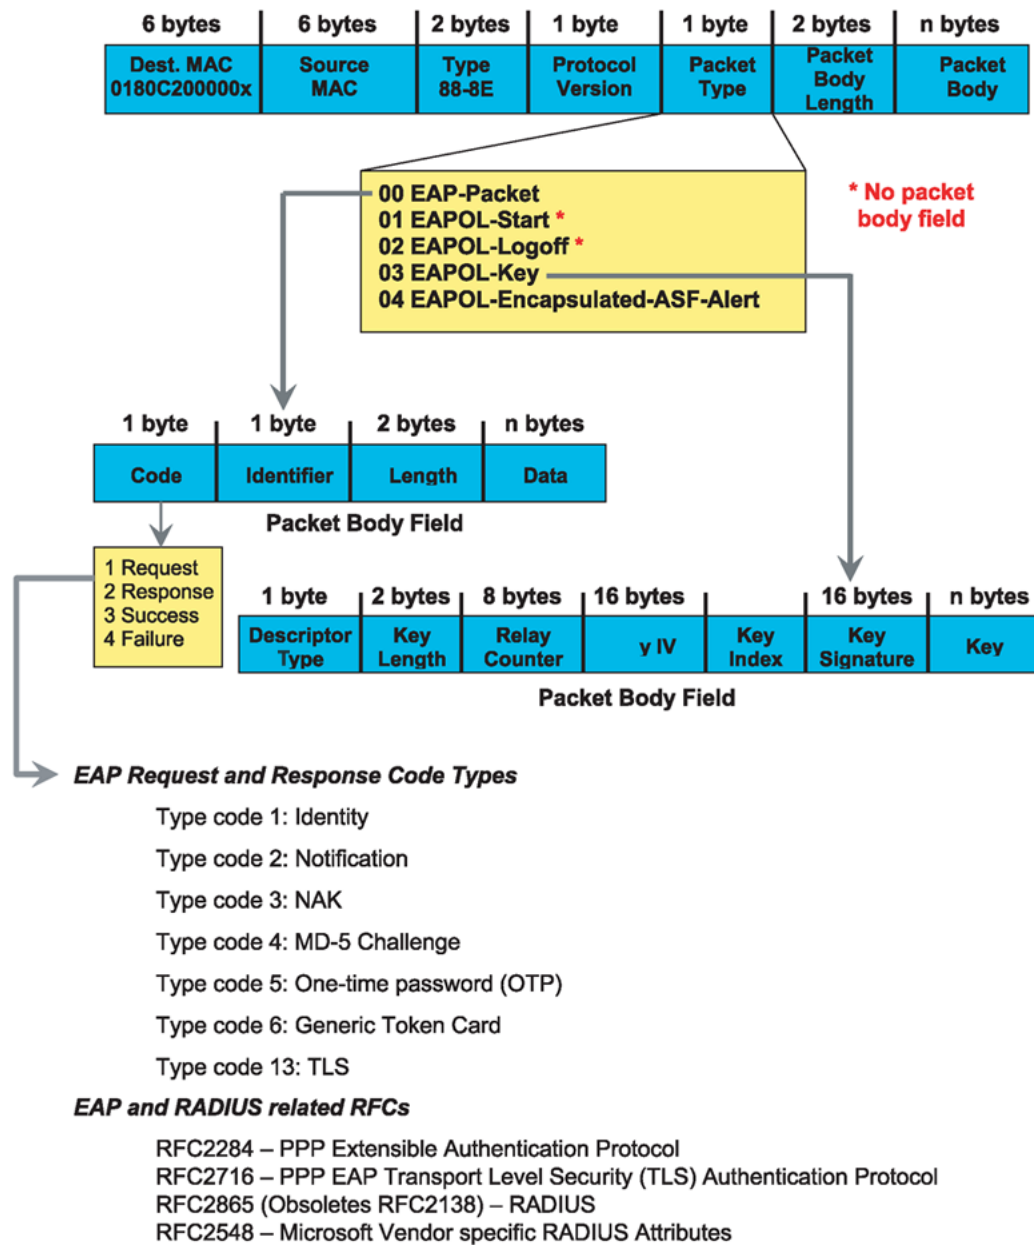 6 bytes 6 bytes 2 bytes 1 byte 1 byte 2 bytes n bytes
Dest. MAC
0180C200000x
Source
MAC
Type
88-8E
Protocol
Version
Packet
Type
Packet
Body
Length
Packet
Body
00 EAP-Packet
01 EAPOL-Start *
02 EAPOL-Logoff *
03 EAPOL-Key
04 EAPOL-Encapsulated-ASF-Alert
* No packet
body field
1 byte 1 byte 2 bytes n bytes
Code Identifier Length Data
Packet Body Field
1 Request
2 Response
3 Success
4 Failure
1 byte 2 bytes 8 bytes 16 bytes 16 bytes n bytes
Descriptor
Type
Key
Length
Relay
Counter
y IV
Key
Index
Key
Signature
Key
Packet Body Field
EAP Request and Response Code Types
Type code 1: Identity
Type code 2: Notification
Type code 3: NAK
Type code 4: MD-5 Challenge
Type code 5: One-time password (OTP)
Type code 6: Generic Token Card
Type code 13: TLS
EAP and RADIUS related RFCs
RFC2284 – PPP Extensible Authentication Protocol
RFC2716 – PPP EAP Transport Level Security (TLS) Authentication Protocol
RFC2865 (Obsoletes RFC2138) – RADIUS
RFC2548 – Microsoft Vendor specific RADIUS Attributes